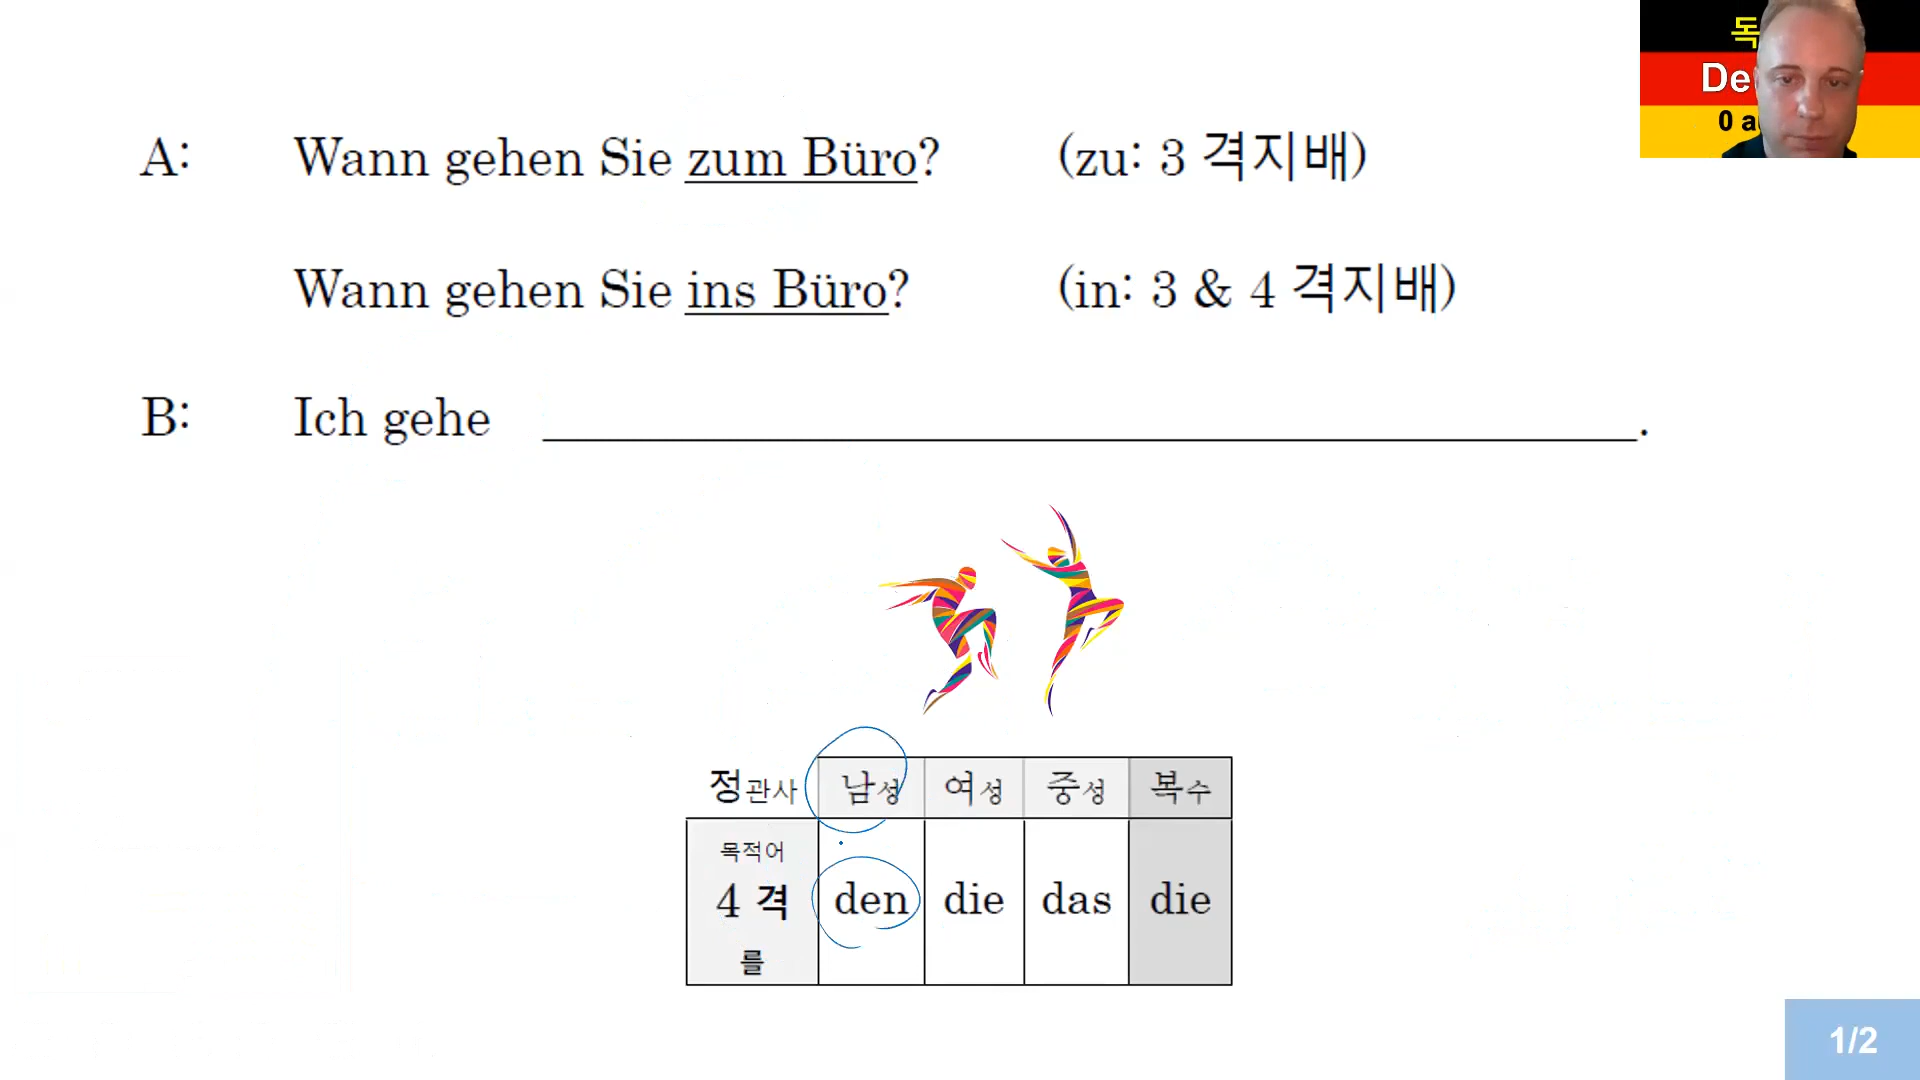 독
De
0 a
A: Wann gehen Sie zum Büro? (zu: 3 격지배)
Wann gehen Sie ins Büro? (in: 3 & 4 격지배)
B: Ich gehe ____.
정관사 남성 여성 중성 복수
목적어
4 격 den die das die
를
1/2